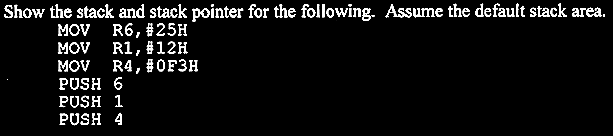 Show the stack and stack pointer for the following. Assume the default stack area.
MOV R6,#25H
MOV R1,#12H
MOV R4,#0F3H
PUSH 6
PUSH 1
PUSH 4